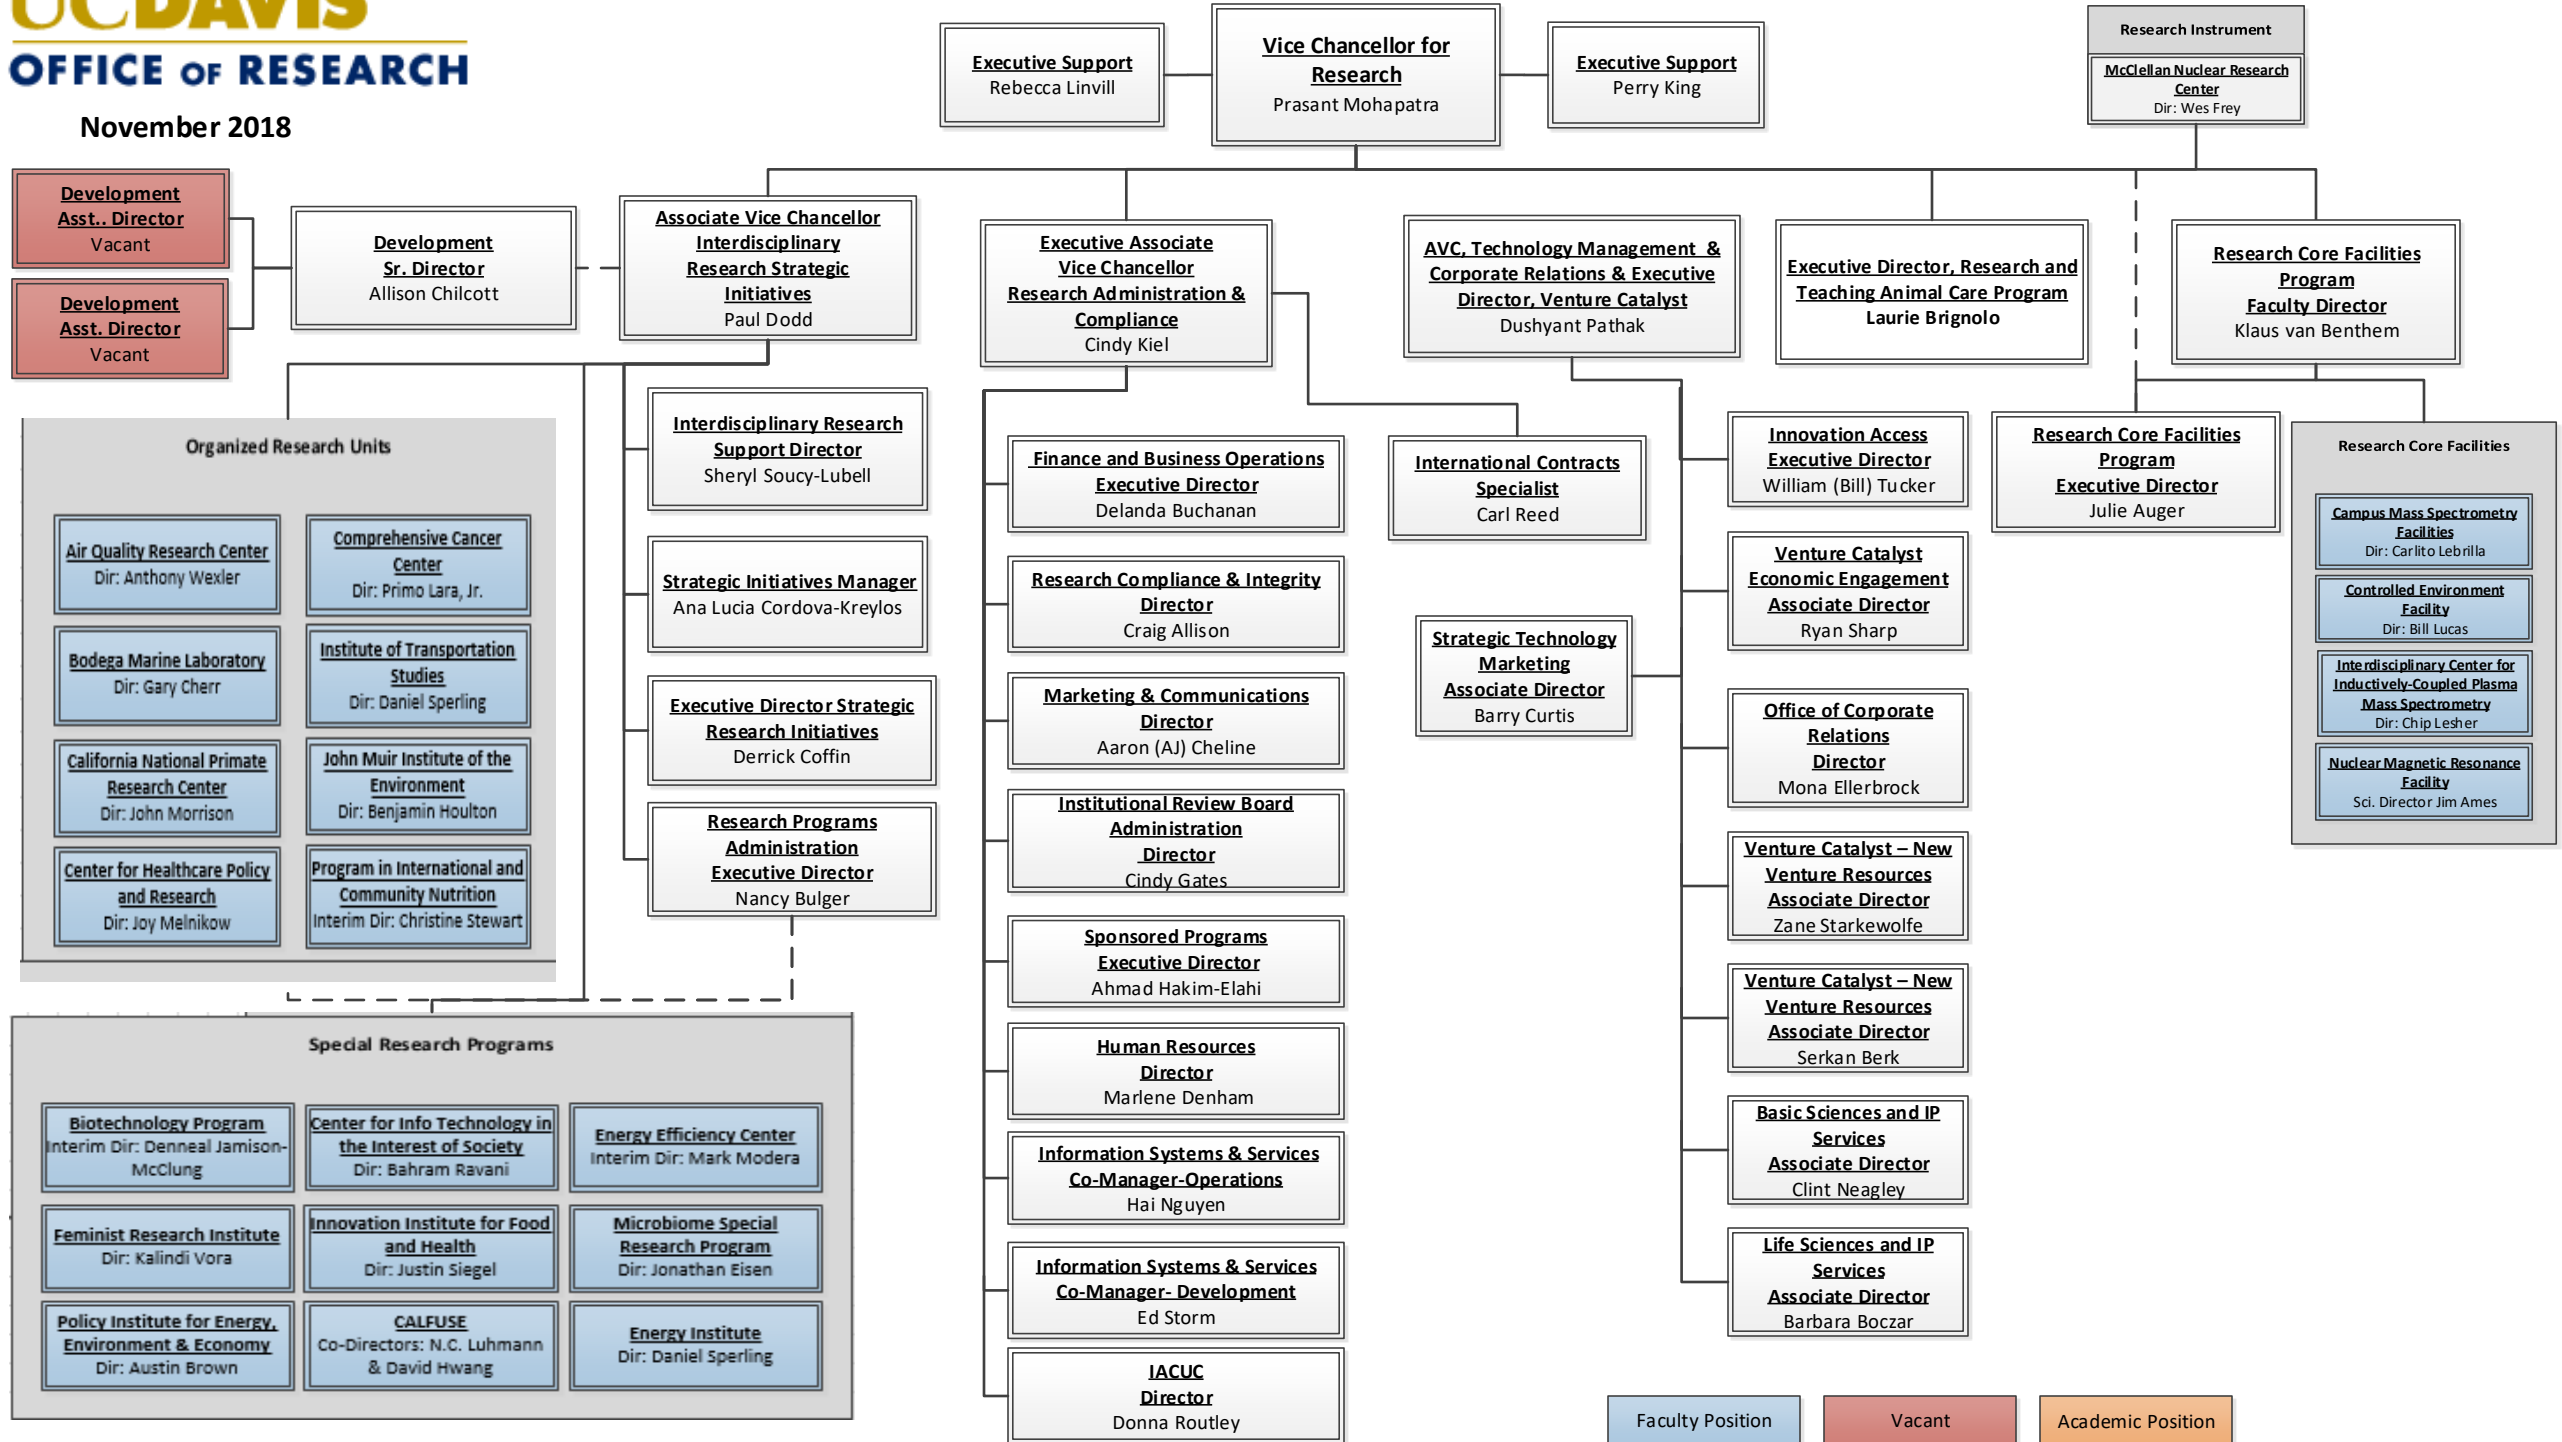 UCDAVIS
OFFICE OF RESEARCH
November 2018
Executive Support
Rebecca Linvill
Vice Chancellor for
Research
Prasant Mohapatra
Executive Support
Perry King
Research Instrument
McClellan Nuclear Research
Center
Dir: Wes Frey
Development
Asst.. Director
Vacant
Development
Asst. Director
Vacant
Development
Sr. Director
Allison Chilcott
Associate Vice Chancellor
Interdisciplinary
Research Strategic
Initiatives
Paul Dodd
Executive Associate
Vice Chancellor
Research Administration &
Compliance
Cindy Kiel
AVC, Technology Management &
Corporate Relations & Executive
Director, Venture Catalyst
Dushyant Pathak
Executive Director, Research and
Teaching Animal Care Program
Laurie Brignolo
Research Core Facilities
Program
Faculty Director
Klaus van Benthem
Organized Research Units
Air Quality Research Center
Dir: Anthony Wexler
Comprehensive Cancer
Center
Dir: Primo Lara, Jr.
Bodega Marine Laboratory
Dir: Gary Cherr
Institute of Transportation
Studies
Dir: Daniel Sperling
California National Primate
Research Center
Dir: John Morrison
John Muir Institute of the
Environment
Dir: Benjamin Houlton
Center for Healthcare Policy
and Research
Dir: Joy Melnikow
Program in International and
Community Nutrition
Interim Dir: Christine Stewart
Interdisciplinary Research
Support Director
Sheryl Soucy-Lubell
Strategic Initiatives Manager
Ana Lucia Cordova-Kreylos
Executive Director Strategic
Research Initiatives
Derrick Coffin
Research Programs
Administration
Executive Director
Nancy Bulger
Special Research Programs
Biotechnology Program
Interim Dir: Denneal Jamison-
McClung
Center for Info Technology in
the Interest of Society
Dir: Bahram Ravani
Energy Efficiency Center
Interim Dir: Mark Modera
Feminist Research Institute
Dir: Kalindi Vora
Innovation Institute for Food
and Health
Dir: Justin Siegel
Microbiome Special
Research Program
Dir: Jonathan Eisen
Policy Institute for Energy,
Environment & Economy
Dir: Austin Brown
CALFUSE
Co-Directors: N.C. Luhmann
& David Hwang
Energy Institute
Dir: Daniel Sperling
Finance and Business Operations
Executive Director
Delanda Buchanan
Research Compliance & Integrity
Director
Craig Allison
Marketing & Communications
Director
Aaron (AJ) Cheline
Institutional Review Board
Administration
Director
Cindy Gates
Sponsored Programs
Executive Director
Ahmad Hakim-Elahi
Human Resources
Director
Marlene Denham
Information Systems & Services
Co-Manager-Operations
Hai Nguyen
Information Systems & Services
Co-Manager- Development
Ed Storm
IACUC
Director
Donna Routley
International Contracts
Specialist
Carl Reed
Strategic Technology
Marketing
Associate Director
Barry Curtis
Innovation Access
Executive Director
William (Bill) Tucker
Venture Catalyst
Economic Engagement
Associate Director
Ryan Sharp
Office of Corporate
Relations
Director
Mona Ellerbrock
Venture Catalyst – New
Venture Resources
Associate Director
Zane Starkewolfe
Venture Catalyst – New
Venture Resources
Associate Director
Serkan Berk
Basic Sciences and IP
Services
Associate Director
Clint Neagley
Life Sciences and IP
Services
Associate Director
Barbara Boczar
Research Core Facilities
Program
Executive Director
Julie Auger
Research Core Facilities
Campus Mass Spectrometry
Facilities
Dir: Carlito Lebrilla
Controlled Environment
Facility
Dir: Bill Lucas
Interdisciplinary Center for
Inductively-Coupled Plasma
Mass Spectrometry
Dir: Chip Lesher
Nuclear Magnetic Resonance
Facility
Sci. Director Jim Ames
Faculty Position
Vacant
Academic Position